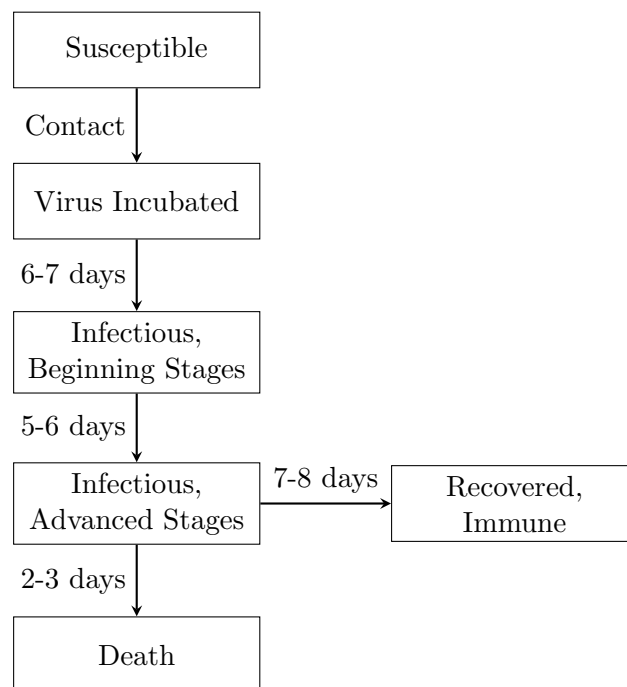 Susceptible
Contact
Virus Incubated
6-7 days
Infectious,
Beginning Stages
5-6 days
Infectious,
Advanced Stages
7-8 days
Recovered,
Immune
2-3 days
Death